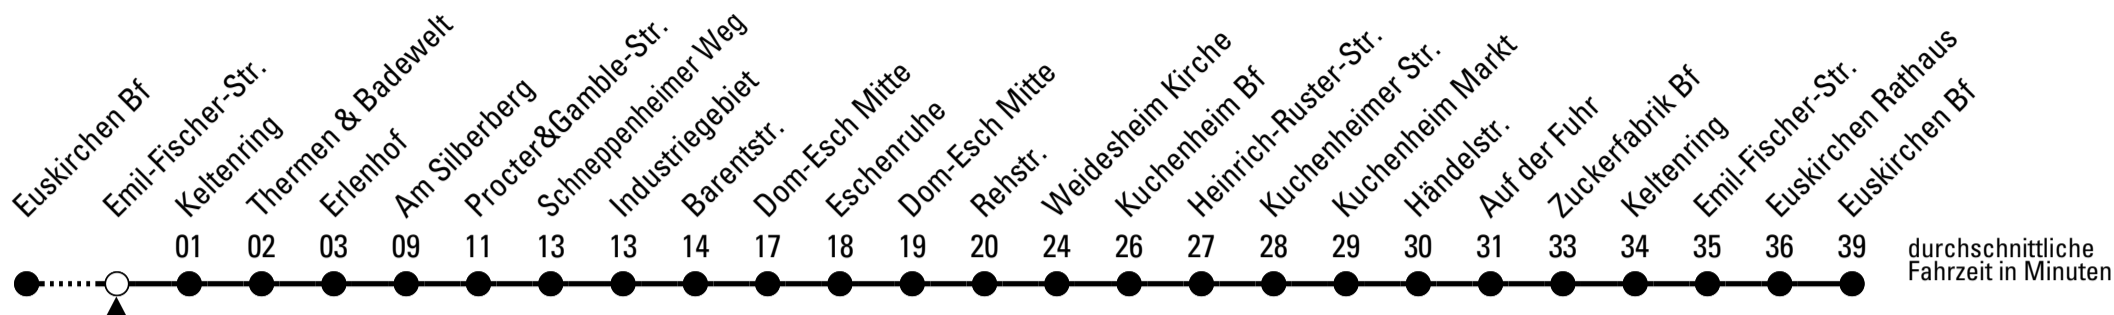 Euskirchen Bf
Emil-Fischer-Str.
Keltenring
Thermen & Badewelt
Erlenhof
Am Silberberg
Procter&Gamble-Str.
Schneppenheimer Weg
Industriegebiet
Barentstr.
Dom-Esch Mitte
Eschenruhe
Dom-Esch Mitte
Rehstr.
Weidesheim Kirche
Kuchenheim Bf
Heinrich-Ruster-Str.
Kuchenheimer Str.
Kuchenheim Markt
Händelstr.
Auf der Fuhr
Zuckerfabrik Bf
Keltenring
Emil-Fischer-Str.
Euskirchen Rathaus
Euskirchen Bf
01 02 03 09 11 13 13 14 17 18 19 20 24 26 27 28 29 30 31 33 34 35 36 39
durchschnittliche
Fahrzeit in Minuten